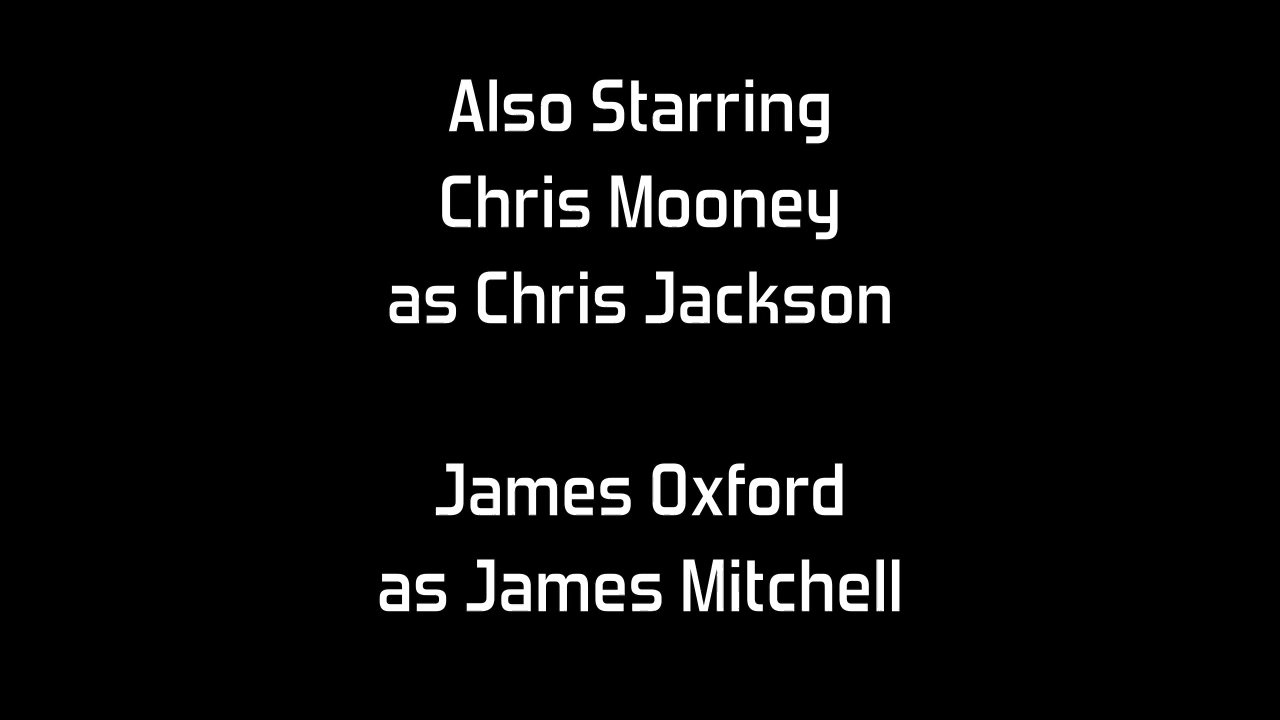 Also Starring
Chris Mooney
as Chris Jackson
James Oxford
as James Mitchell